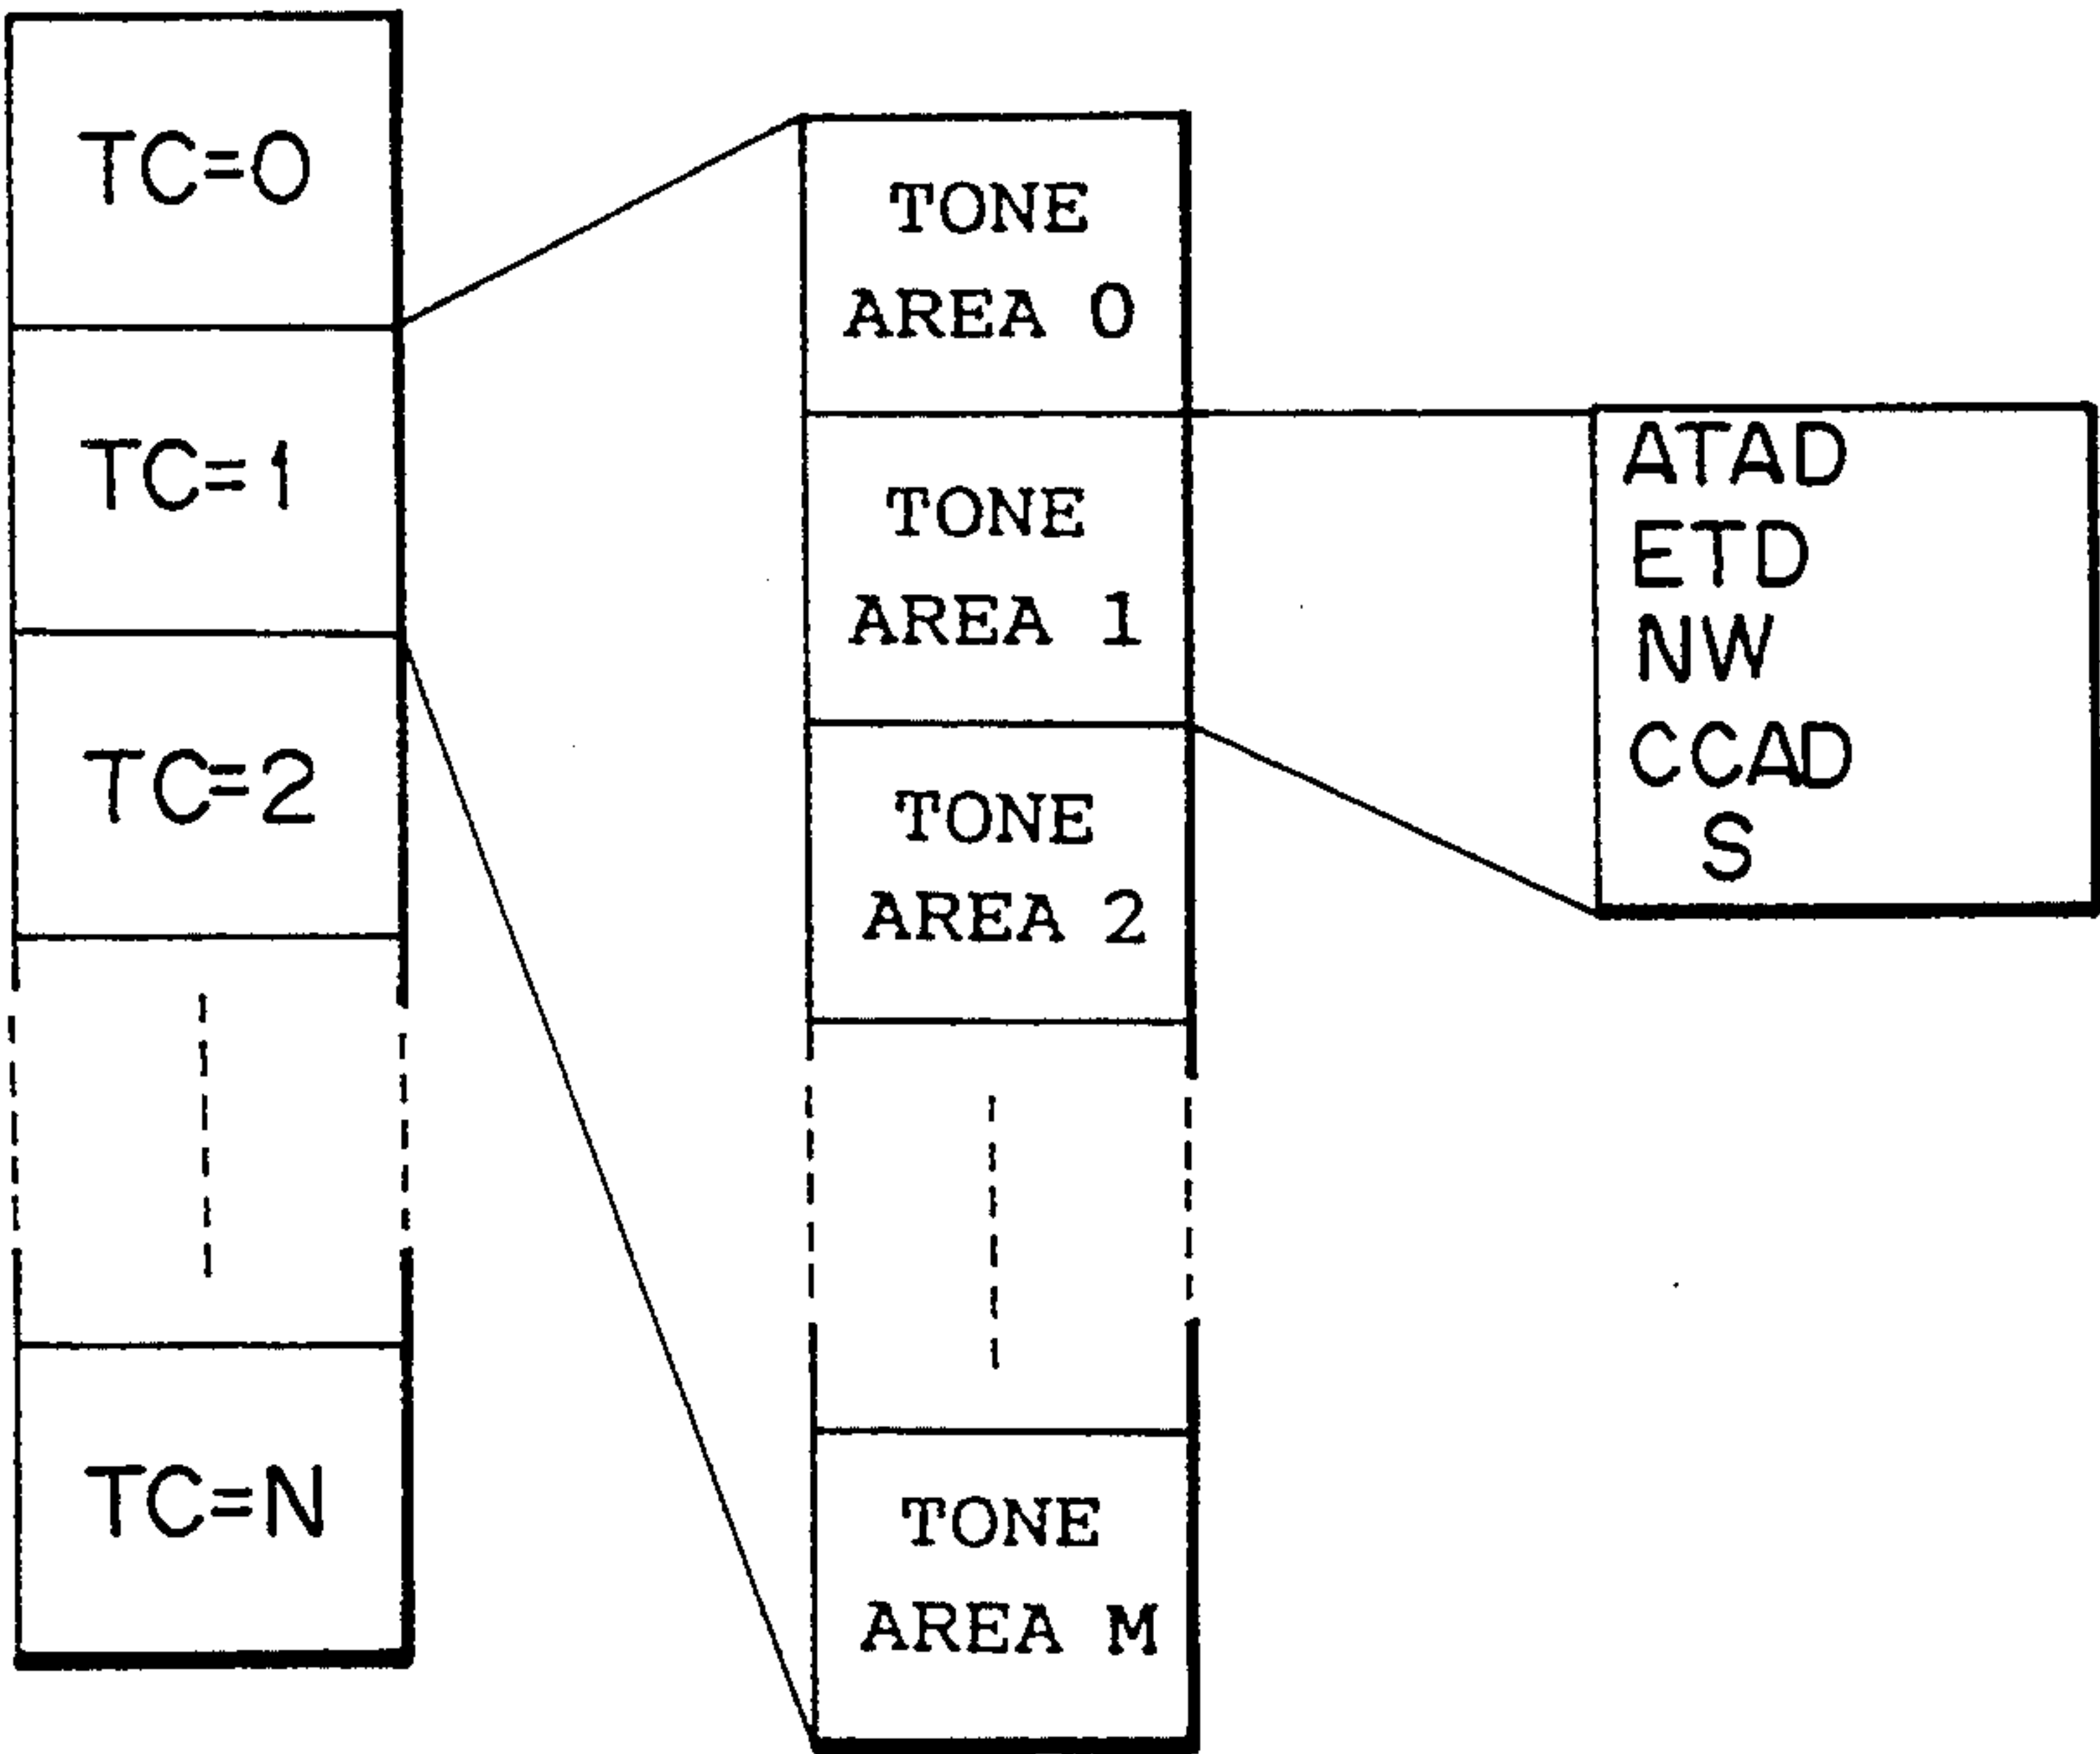 TC=0
TC=1
TC=2
TC=N
TONE
AREA 0
TONE
AREA 1
TONE
AREA 2
TONE
AREA M
ATAD
ETD
NW
CCAD
S